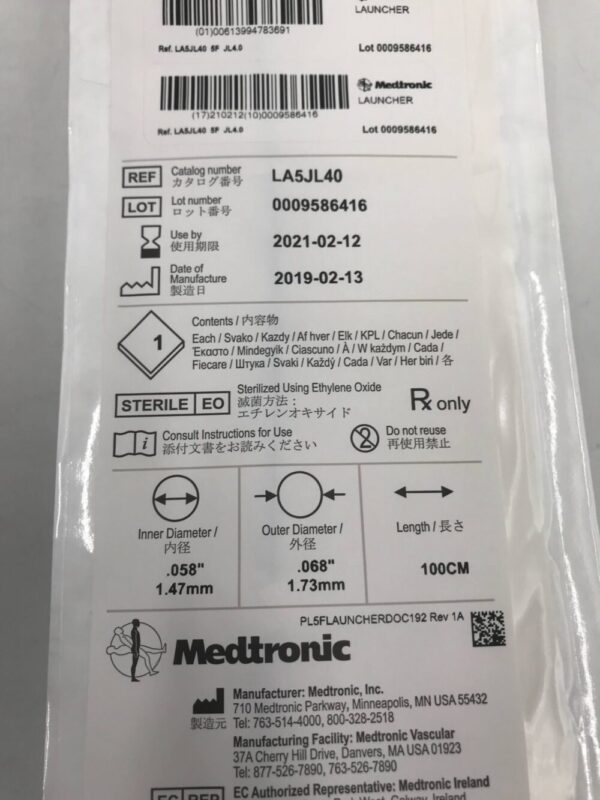 LAUNCHER
(01)00613994783691
Ref. LA5JL40 5F JL4.0
Lot 0009586416
Medtronic
LAUNCHER
(17)210212(10)0009586416
Ref. LA5JL40 5F JL4.0
Lot 0009586416
REF
Catalog number
カタログ番号
LA5JL40
LOT
Lot number
ロット番号
0009586416
Use by
使用期限
2021-02-12
Date of
Manufacture
製造日
2019-02-13
Contents / 内容物
1
Each / Svako / Kazdy / Af hver / Elk / KPL / Chacun / Jede /
Έκαστο / Mindegyik / Ciascuno / À / W każdym / Cada /
Fiecare / Штука / Svaki / Každý / Cada / Var / Her biri / 各
STERILE EO
Sterilized Using Ethylene Oxide
滅菌方法：
エチレンオキサイド
Rx only
i
Consult Instructions for Use
添付文書をお読みください
2
Do not reuse
再使用禁止
Inner Diameter /
内径
.058"
1.47mm
Outer Diameter /
外径
.068"
1.73mm
Length / 長さ
100CM
PL5FLAUNCHERDOC192 Rev 1A
Medtronic
製造元
Manufacturer: Medtronic, Inc.
710 Medtronic Parkway, Minneapolis, MN USA 55432
Tel: 763-514-4000, 800-328-2518
Manufacturing Facility: Medtronic Vascular
37A Cherry Hill Drive, Danvers, MA USA 01923
Tel: 877-526-7890, 763-526-7890
EC REP
EC Authorized Representative: Medtronic Ireland